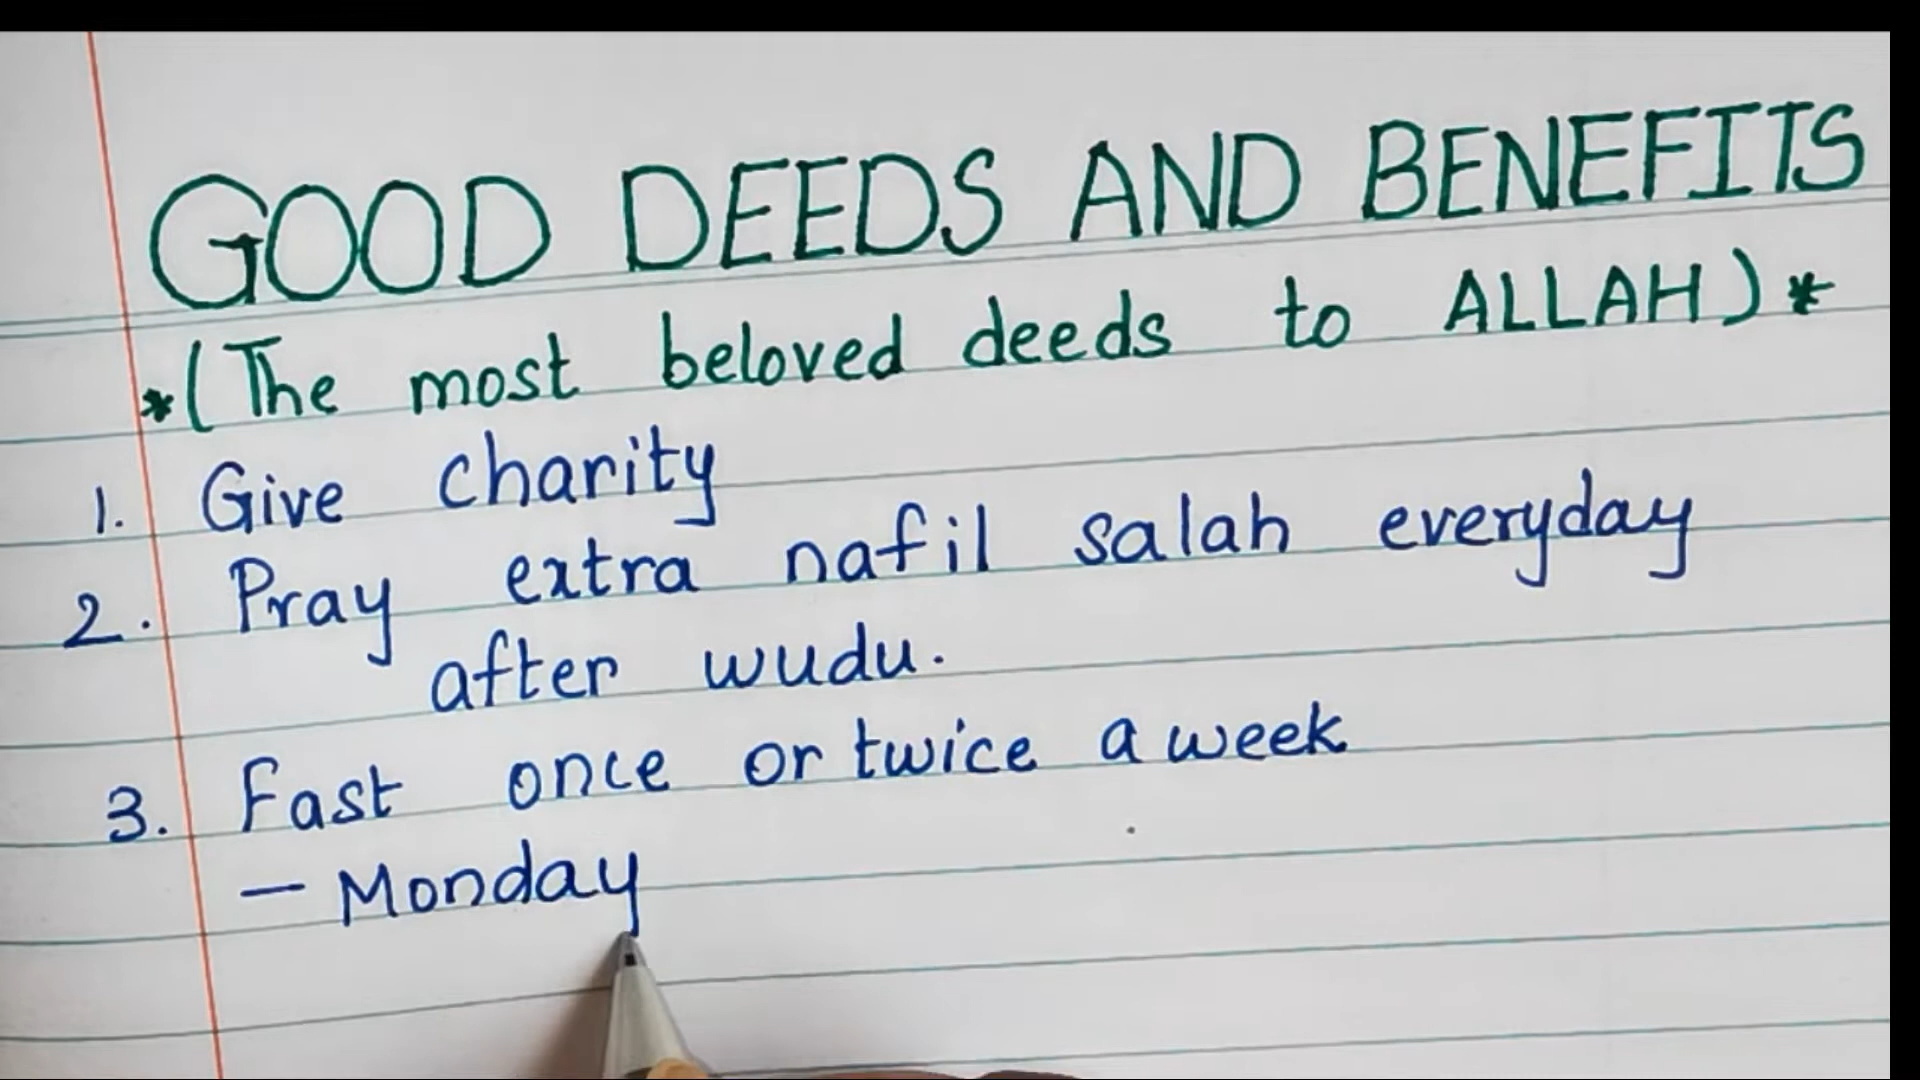 GOOD DEEDS AND BENEFITS
*(The most beloved deeds to ALLAH)*
1. Give charity
2. Pray extra nafil salah everyday
after wudu.
3. Fast once or twice a week
- Monday